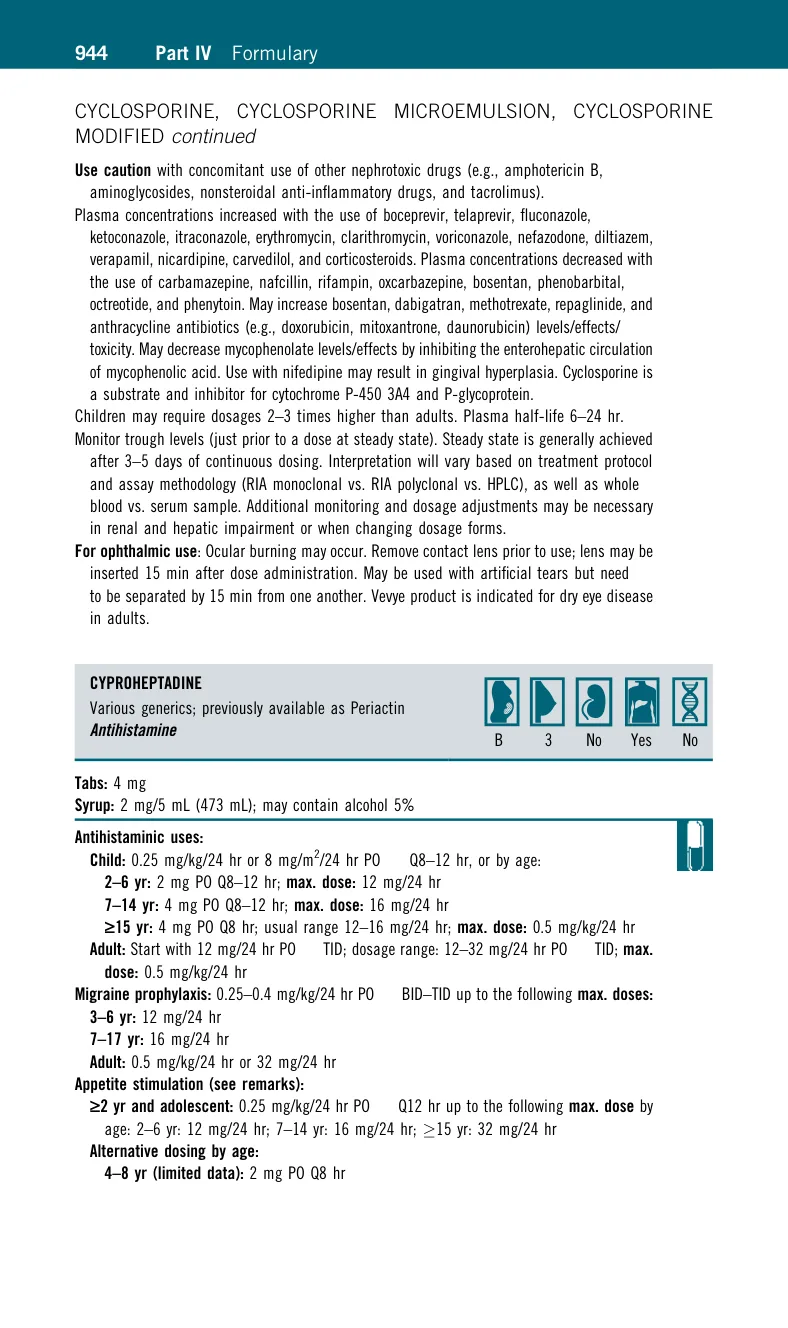 944 Part IV Formulary
CYCLOSPORINE, CYCLOSPORINE MICROEMULSION, CYCLOSPORINE
MODIFIED continued
Use caution with concomitant use of other nephrotoxic drugs (e.g., amphotericin B,
aminoglycosides, nonsteroidal anti-inflammatory drugs, and tacrolimus).
Plasma concentrations increased with the use of boceprevir, telaprevir, fluconazole,
ketoconazole, itraconazole, erythromycin, clarithromycin, voriconazole, nefazodone, diltiazem,
verapamil, nicardipine, carvedilol, and corticosteroids. Plasma concentrations decreased with
the use of carbamazepine, nafcillin, rifampin, oxcarbazepine, bosentan, phenobarbital,
octreotide, and phenytoin. May increase bosentan, dabigatran, methotrexate, repaglinide, and
anthracycline antibiotics (e.g., doxorubicin, mitoxantrone, daunorubicin) levels/effects/
toxicity. May decrease mycophenolate levels/effects by inhibiting the enterohepatic circulation
of mycophenolic acid. Use with nifedipine may result in gingival hyperplasia. Cyclosporine is
a substrate and inhibitor for cytochrome P-450 3A4 and P-glycoprotein.
Children may require dosages 2–3 times higher than adults. Plasma half-life 6–24 hr.
Monitor trough levels (just prior to a dose at steady state). Steady state is generally achieved
after 3–5 days of continuous dosing. Interpretation will vary based on treatment protocol
and assay methodology (RIA monoclonal vs. RIA polyclonal vs. HPLC), as well as whole
blood vs. serum sample. Additional monitoring and dosage adjustments may be necessary
in renal and hepatic impairment or when changing dosage forms.
For ophthalmic use: Ocular burning may occur. Remove contact lens prior to use; lens may be
inserted 15 min after dose administration. May be used with artificial tears but need
to be separated by 15 min from one another. Vevye product is indicated for dry eye disease
in adults.
CYPROHEPTADINE
Various generics; previously available as Periactin
Antihistamine
B 3 No Yes No
Tabs: 4 mg
Syrup: 2 mg/5 mL (473 mL); may contain alcohol 5%
Antihistaminic uses:
Child: 0.25 mg/kg/24 hr or 8 mg/m²/24 hr PO Q8–12 hr, or by age:
2–6 yr: 2 mg PO Q8–12 hr; max. dose: 12 mg/24 hr
7–14 yr: 4 mg PO Q8–12 hr; max. dose: 16 mg/24 hr
≥15 yr: 4 mg PO Q8 hr; usual range 12–16 mg/24 hr; max. dose: 0.5 mg/kg/24 hr
Adult: Start with 12 mg/24 hr PO TID; dosage range: 12–32 mg/24 hr PO TID; max.
dose: 0.5 mg/kg/24 hr
Migraine prophylaxis: 0.25–0.4 mg/kg/24 hr PO BID–TID up to the following max. doses:
3–6 yr: 12 mg/24 hr
7–17 yr: 16 mg/24 hr
Adult: 0.5 mg/kg/24 hr or 32 mg/24 hr
Appetite stimulation (see remarks):
≥2 yr and adolescent: 0.25 mg/kg/24 hr PO Q12 hr up to the following max. dose by
age: 2–6 yr: 12 mg/24 hr; 7–14 yr: 16 mg/24 hr; ≥15 yr: 32 mg/24 hr
Alternative dosing by age:
4–8 yr (limited data): 2 mg PO Q8 hr